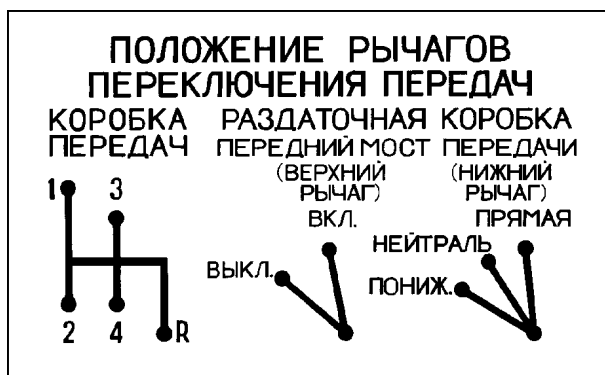 ПОЛОЖЕНИЕ РЫЧАГОВ
ПЕРЕКЛЮЧЕНИЯ ПЕРЕДАЧ
КОРОБКА ПЕРЕДАЧ
РАЗДАТОЧНАЯ КОРОБКА
ПЕРЕДНИЙ МОСТ
(ВЕРХНИЙ
РЫЧАГ)
ВКЛ.
ВЫКЛ.
ПЕРЕДАЧИ
(НИЖНИЙ
РЫЧАГ)
ПРЯМАЯ
НЕЙТРАЛЬ
ПОНИЖ.
1 3
2 4 R